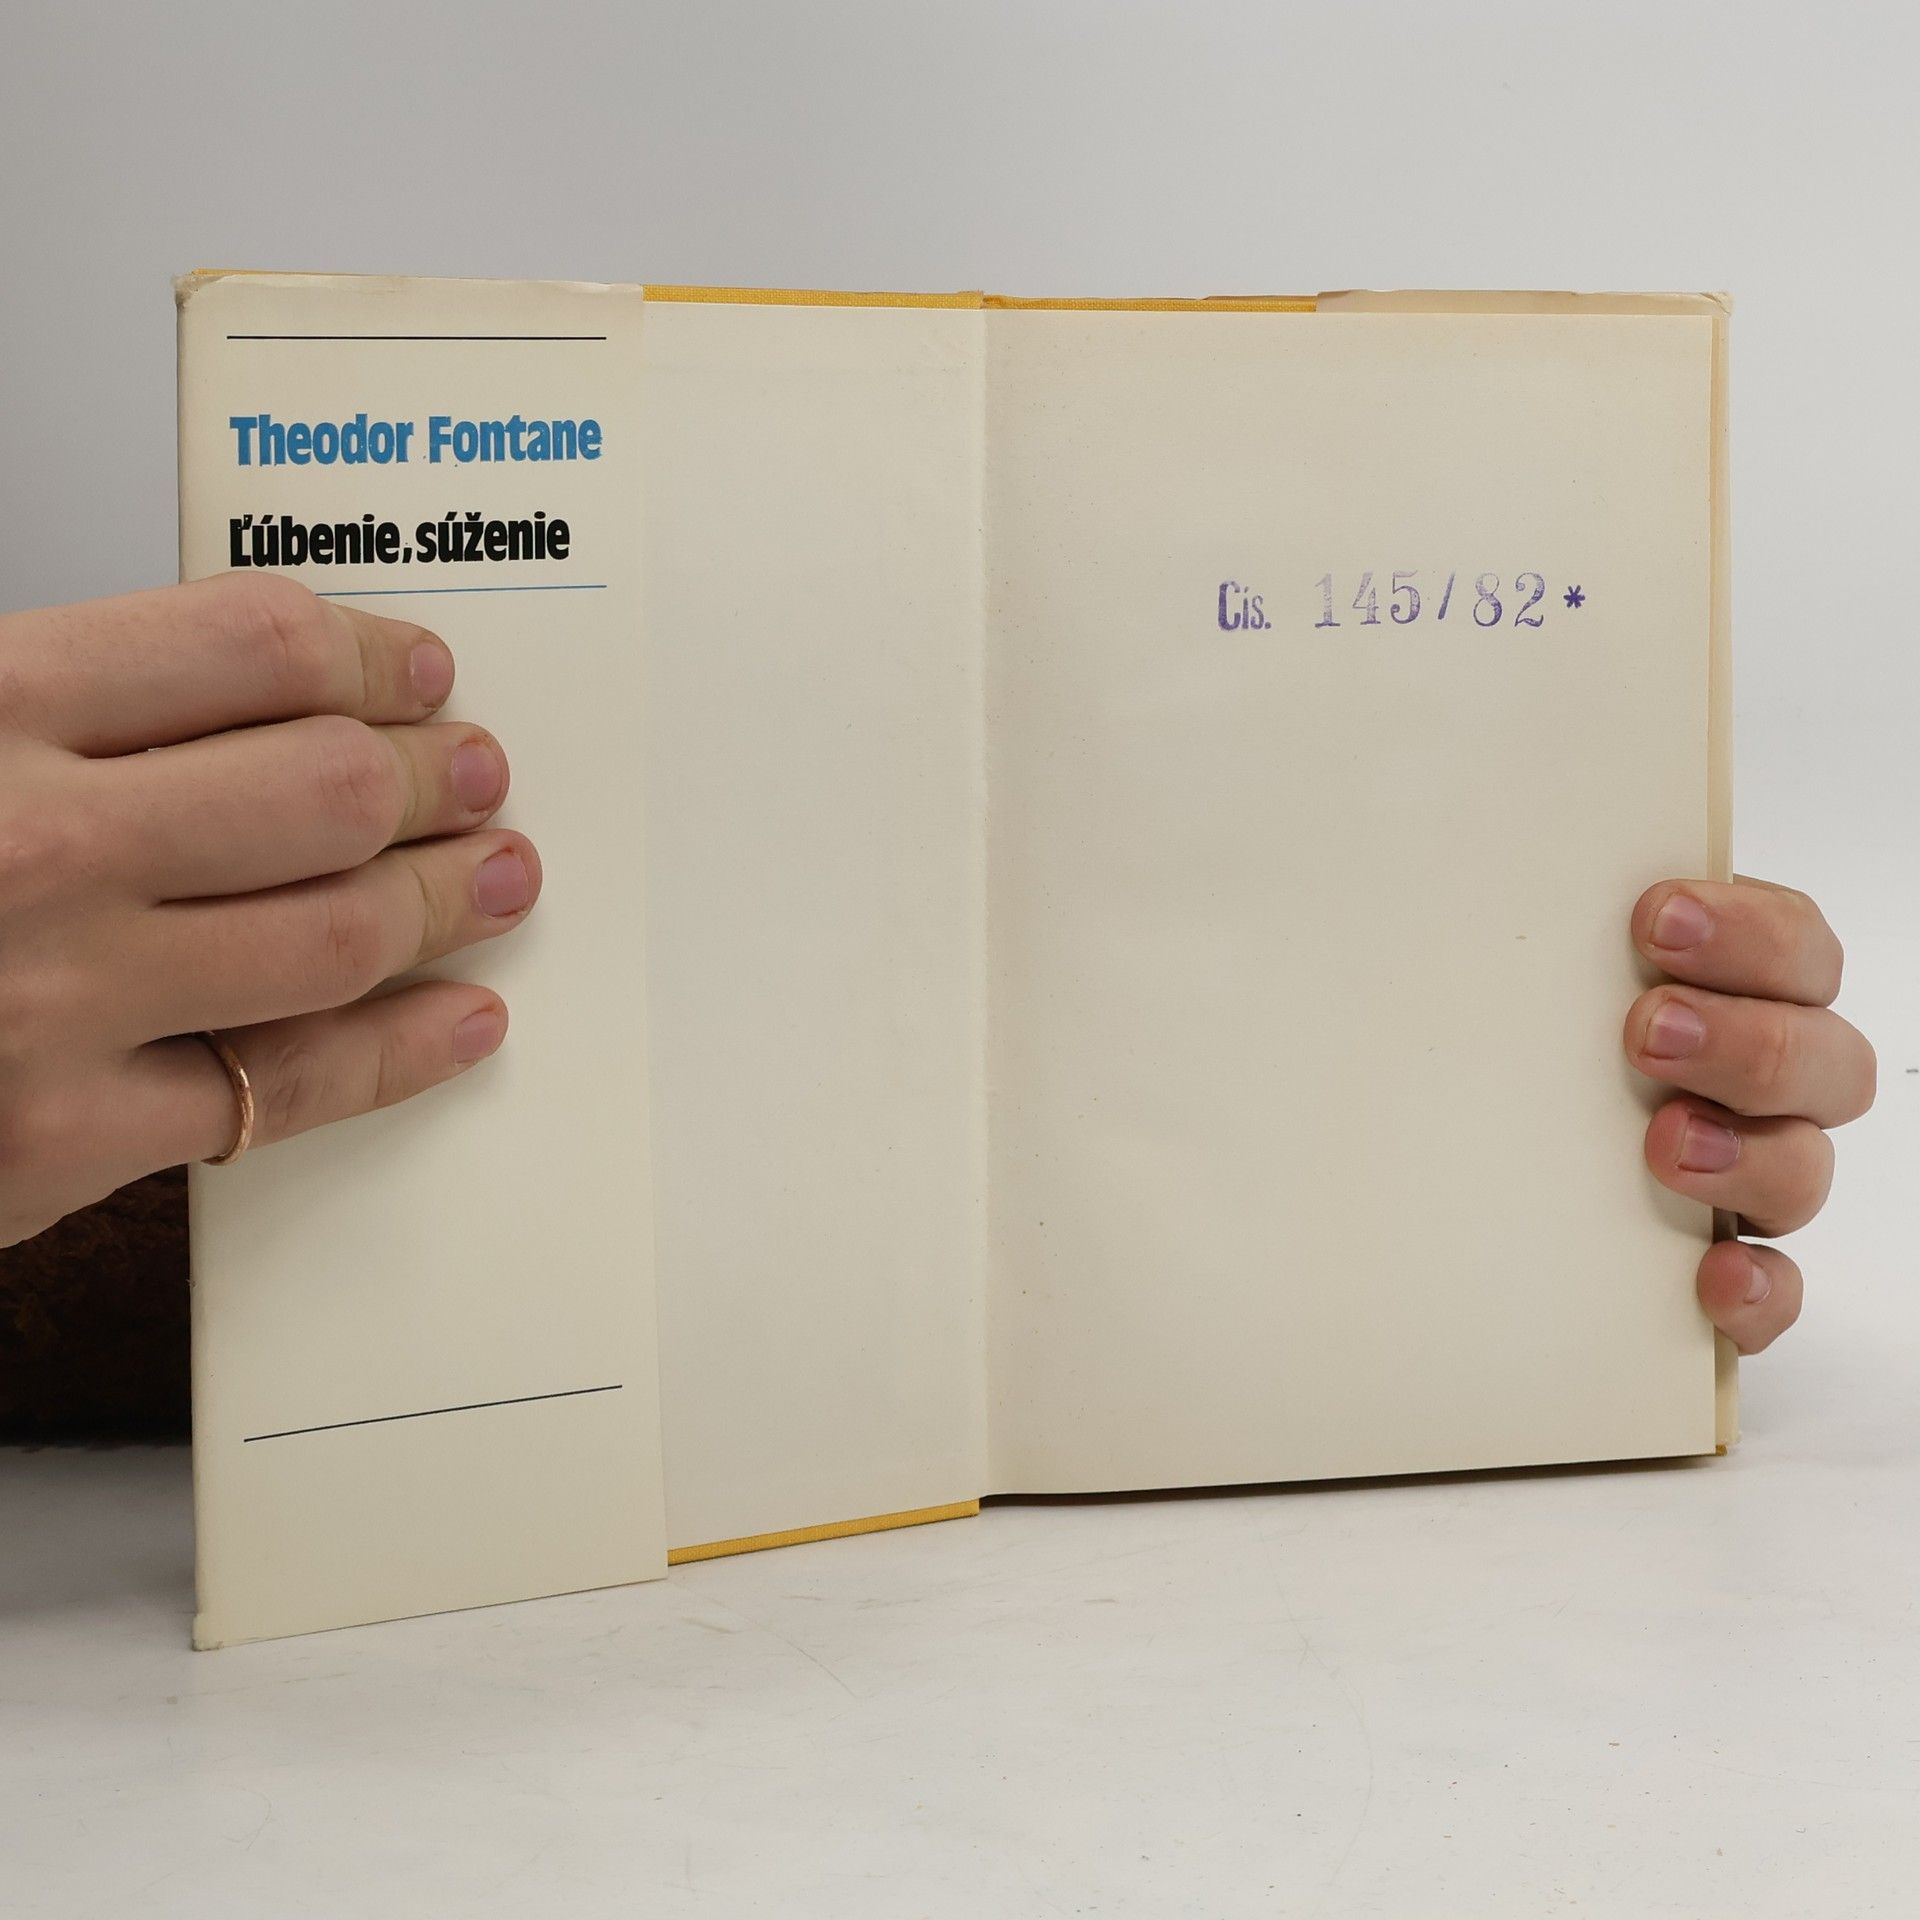 Theodor Fontane
Ľúbenie, súženie
Čís. 145/82*